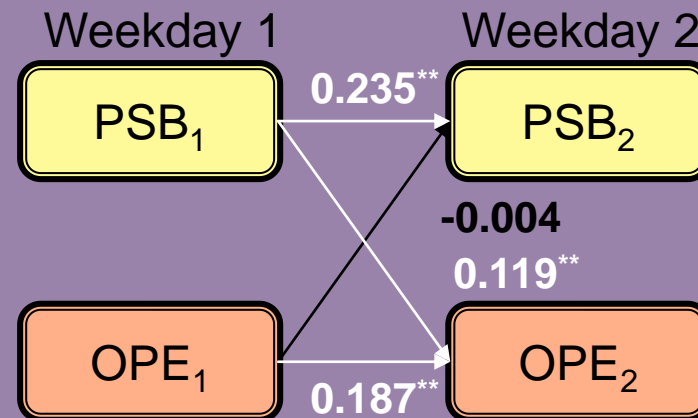 Weekday 1
Weekday 2
0.235**
PSB₁
PSB₂
-0.004
0.119**
OPE₁
OPE₂
0.187**